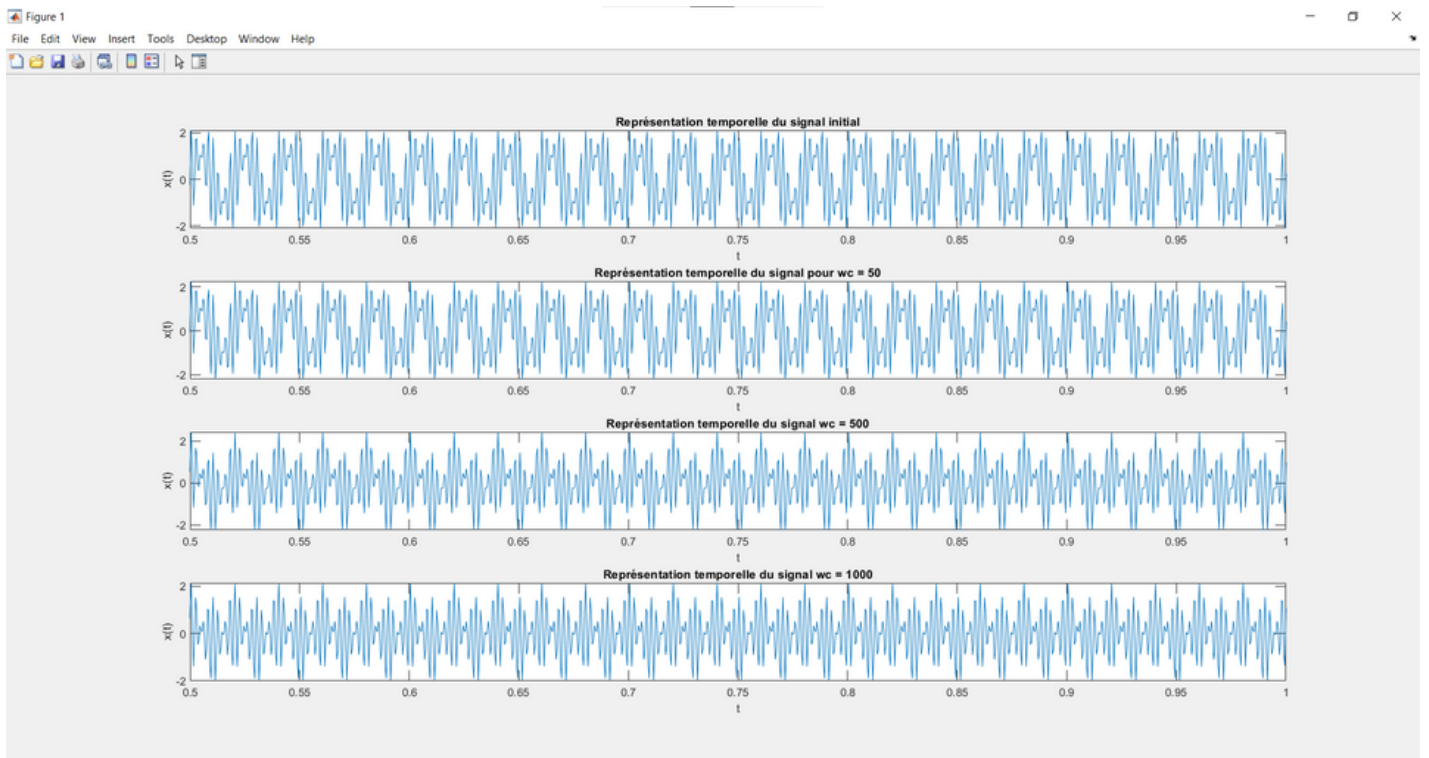 Figure 1
File Edit View Insert Tools Desktop Window Help
Représentation temporelle du signal initial
2
0
-2
x(t)
0.5 0.55 0.6 0.65 0.7 0.75 0.8 0.85 0.9 0.95 1
t
Représentation temporelle du signal pour wc = 50
2
0
-2
x(t)
0.5 0.55 0.6 0.65 0.7 0.75 0.8 0.85 0.9 0.95 1
t
Représentation temporelle du signal wc = 500
2
0
-2
x(t)
0.5 0.55 0.6 0.65 0.7 0.75 0.8 0.85 0.9 0.95 1
t
Représentation temporelle du signal wc = 1000
2
0
-2
x(t)
0.5 0.55 0.6 0.65 0.7 0.75 0.8 0.85 0.9 0.95 1
t